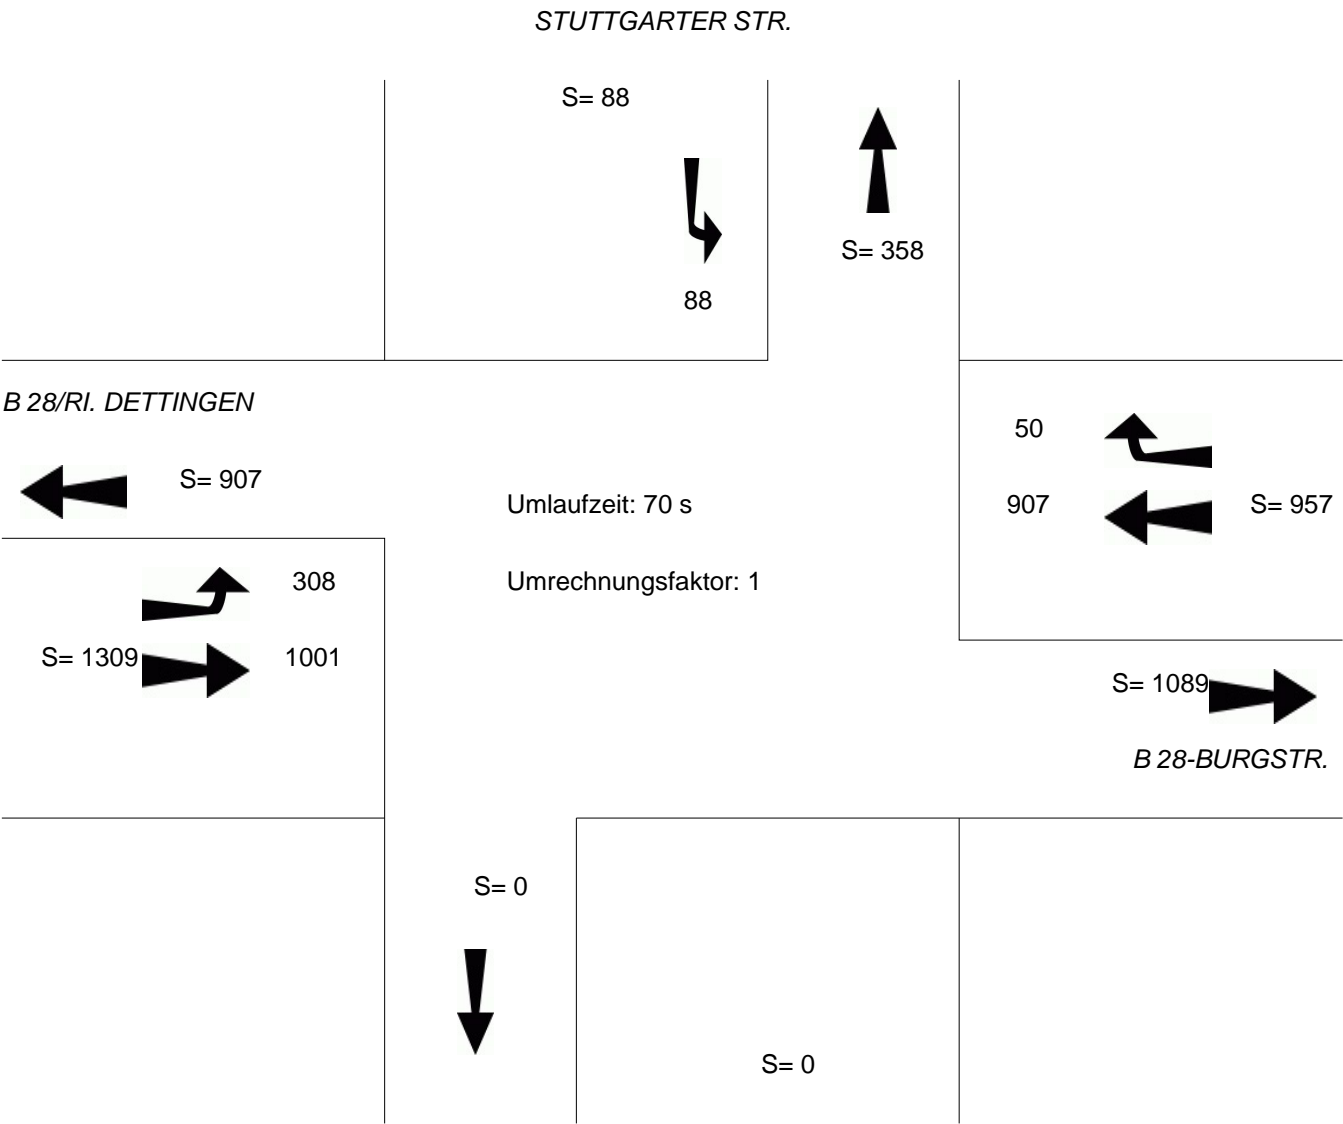 STUTTGARTER STR.
S= 88
88
S= 358
B 28/RI. DETTINGEN
S= 907
50
907
S= 957
Umlaufzeit: 70 s
Umrechnungsfaktor: 1
308
S= 1309
1001
S= 1089
B 28-BURGSTR.
S= 0
S= 0